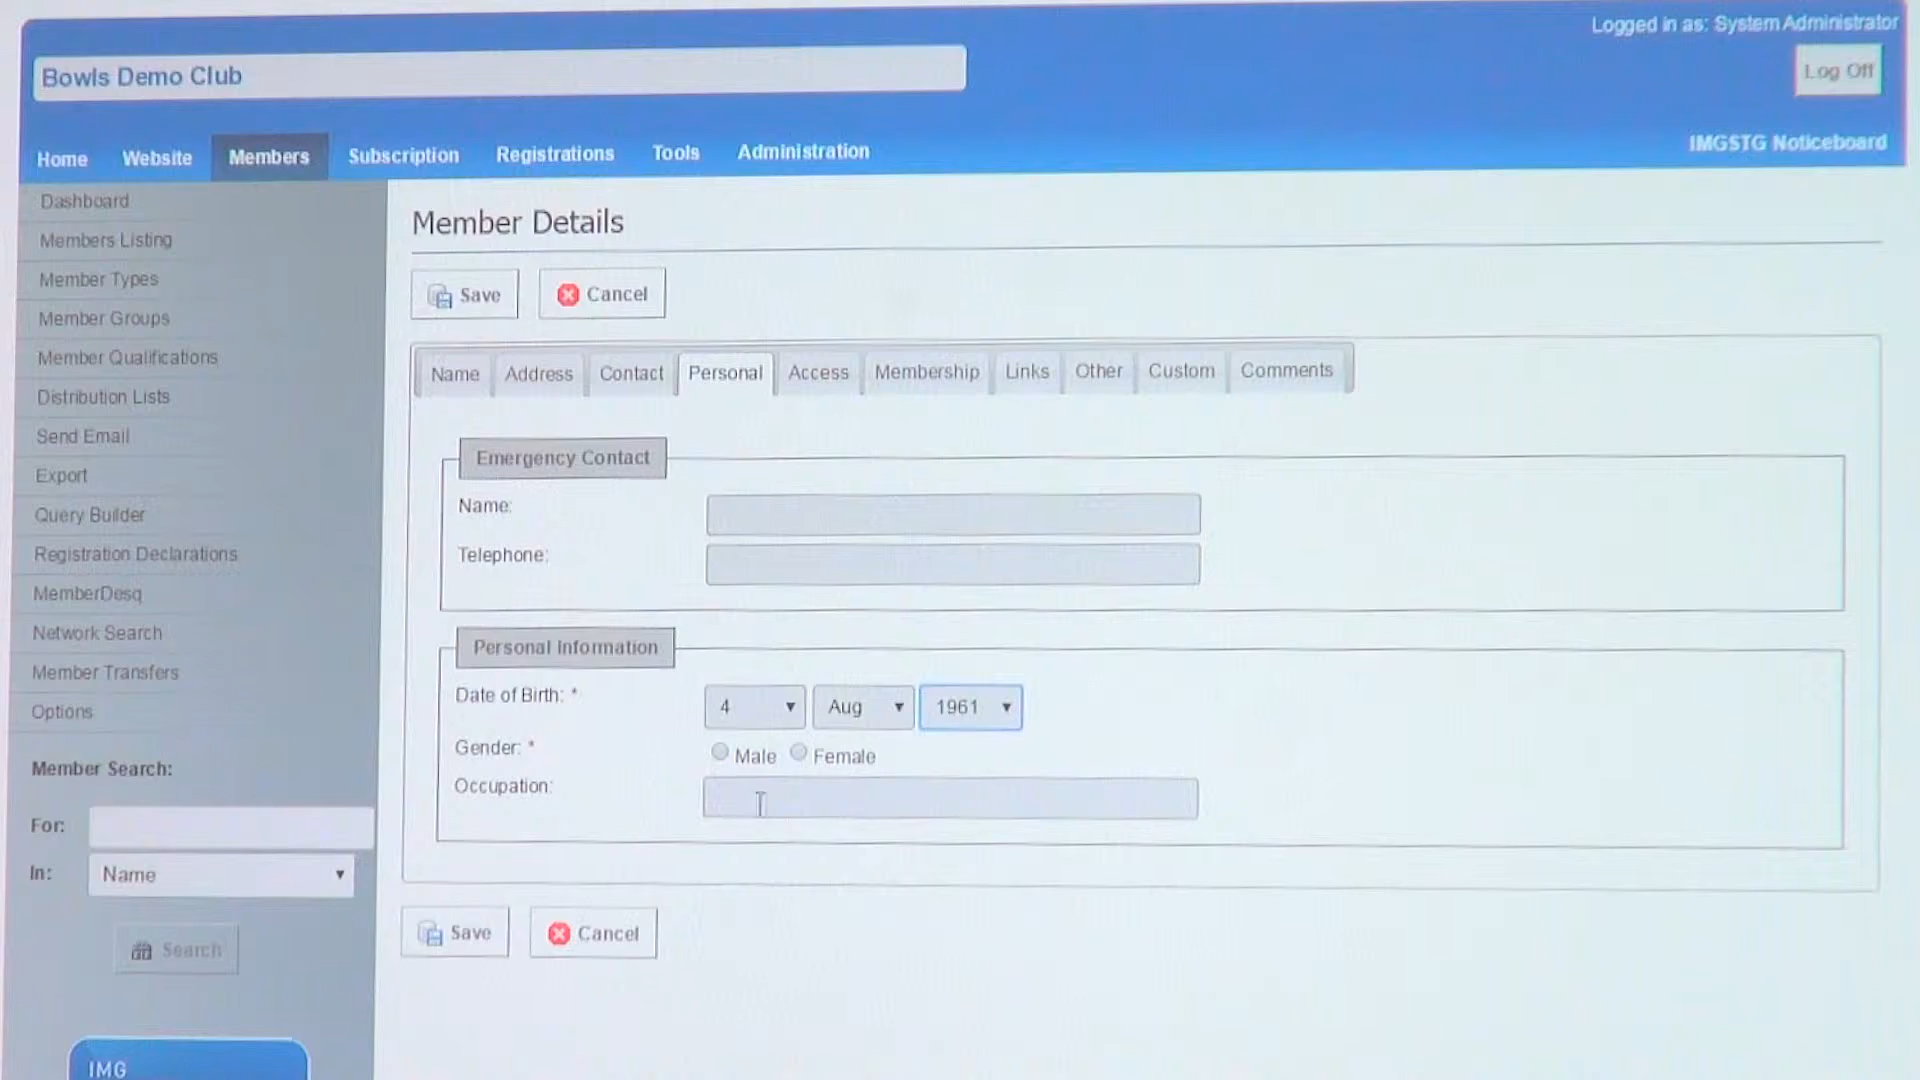 Logged in as: System Administrator
Bowls Demo Club
Log Off
Home Website Members Subscription Registrations Tools Administration
IMGSTG Noticeboard
Dashboard
Members Listing
Member Types
Member Groups
Member Qualifications
Distribution Lists
Send Email
Export
Query Builder
Registration Declarations
MemberDesq
Network Search
Member Transfers
Options
Member Search:
For:
In: Name
Search
IMG
Member Details
Save Cancel
Name Address Contact Personal Access Membership Links Other Custom Comments
Emergency Contact
Name:
Telephone:
Personal Information
Date of Birth: * 4 Aug 1961
Gender: * Male Female
Occupation:
Save Cancel